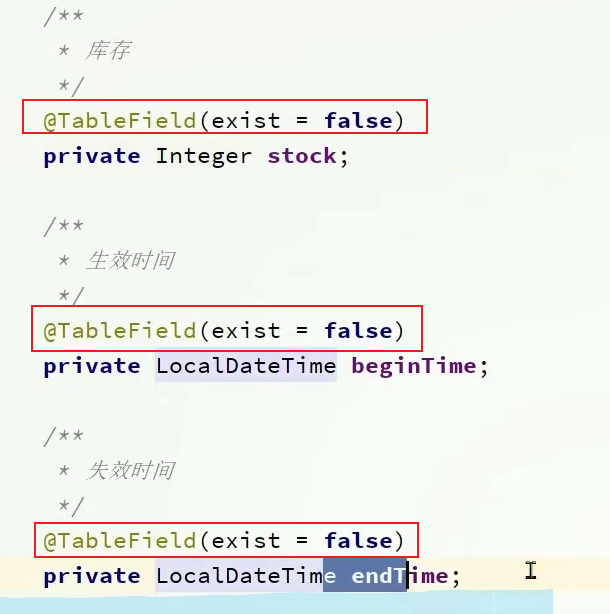 /**
* 库存
*/
@TableField(exist = false)
private Integer stock;
/**
* 生效时间
*/
@TableField(exist = false)
private LocalDateTime beginTime;
/**
* 失效时间
*/
@TableField(exist = false)
private LocalDateTime endTime;